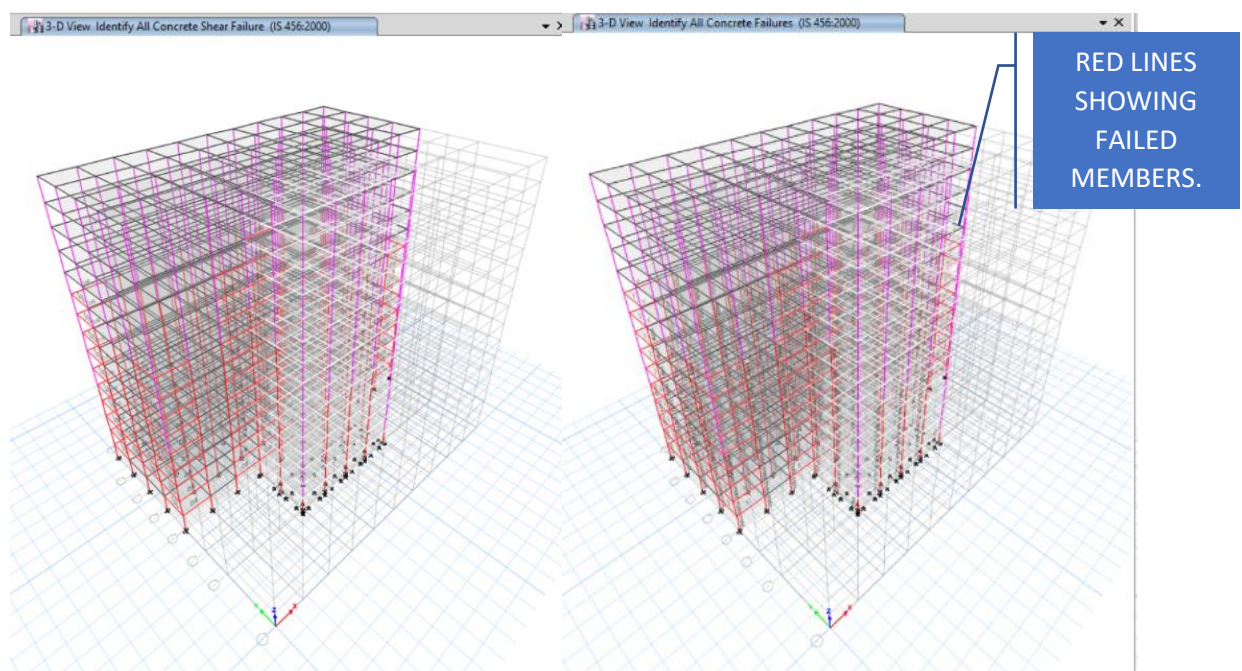 3-D View Identify All Concrete Shear Failure (IS 456:2000)
3-D View Identify All Concrete Failures (IS 456:2000)
RED LINES
SHOWING
FAILED
MEMBERS.
Z
X
Z
X